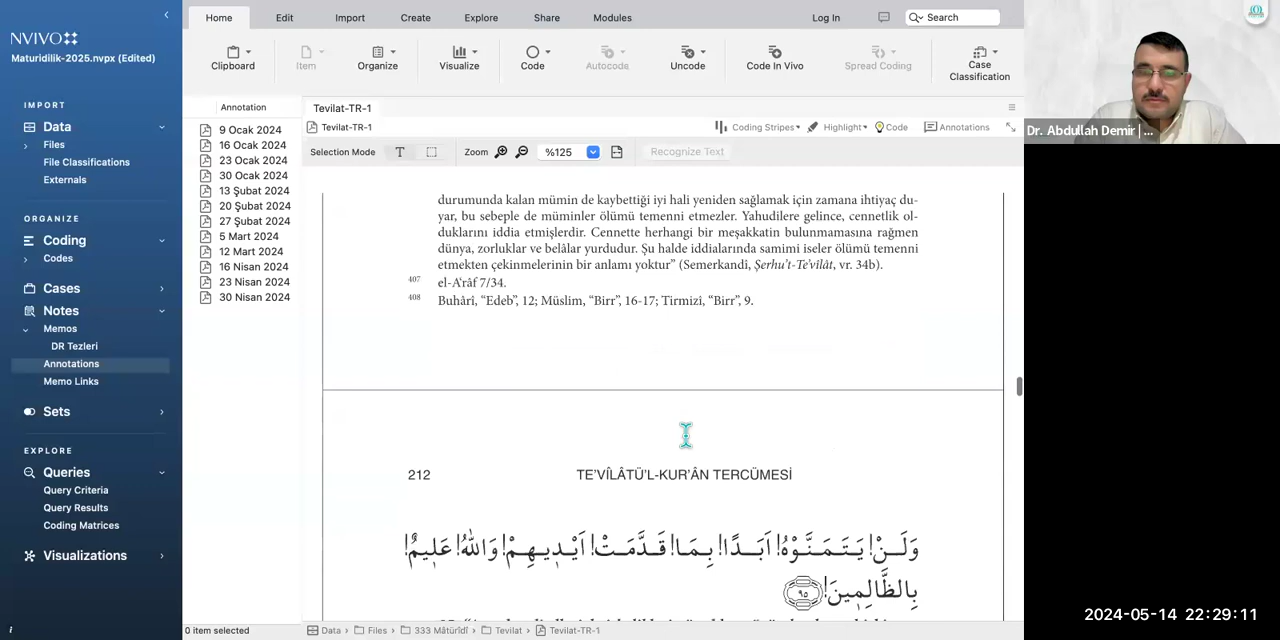 NVIVO
Maturidilik-2025.nvpx (Edited)
IMPORT
Data
Files
File Classifications
Externals
ORGANIZE
Coding
Codes
Cases
Notes
Memos
DR Tezleri
Annotations
Memo Links
Sets
EXPLORE
Queries
Query Criteria
Query Results
Coding Matrices
Visualizations
Home Edit Import Create Explore Share Modules Log In Search
Clipboard Item Organize Visualize Code Autocode Uncode Code In Vivo Spread Coding Case Classification
Annotation
9 Ocak 2024
16 Ocak 2024
23 Ocak 2024
30 Ocak 2024
13 Şubat 2024
20 Şubat 2024
27 Şubat 2024
5 Mart 2024
12 Mart 2024
16 Nisan 2024
23 Nisan 2024
30 Nisan 2024
Tevilat-TR-1
Tevilat-TR-1 Coding Stripes Highlight Code Annotations
Selection Mode T Zoom %125 Recognize Text
durumunda kalan mümin de kaybettiği iyi hali yeniden sağlamak için zamana ihtiyaç du-
yar, bu sebeple de müminler ölümü temenni etmezler. Yahudilere gelince, cennetlik ol-
duklarını iddia etmişlerdir. Cennette herhangi bir meşakkatin bulunmamasına rağmen
dünya, zorluklar ve belâlar yurdudur. Şu halde iddialarında samimi iseler ölümü temenni
etmekten çekinmelerinin bir anlamı yoktur” (Semerkandî, Şerhu’t-Te’vîlât, vr. 34b).
407 el-A‘râf 7/34.
408 Buhârî, “Edeb”, 12; Müslim, “Birr”, 16-17; Tirmizî, “Birr”, 9.
212 TE’VÎLÂTÜ’L-KUR’ÂN TERCÜMESİ
وَلَنْ! يَتَمَنَّوْهُ! اَبَدًا! بِمَا! قَدَّمَتْ! اَيْدٖيهِمْ! وَاللّٰهُ! عَلٖيمٌ!
بِالظَّالِمٖينَ! ﴿٩٥﴾
0 item selected
Data › Files › 333 Mâtürîdî › Tevilat › Tevilat-TR-1
Dr. Abdullah Demir | ...
2024-05-14 22:29:11